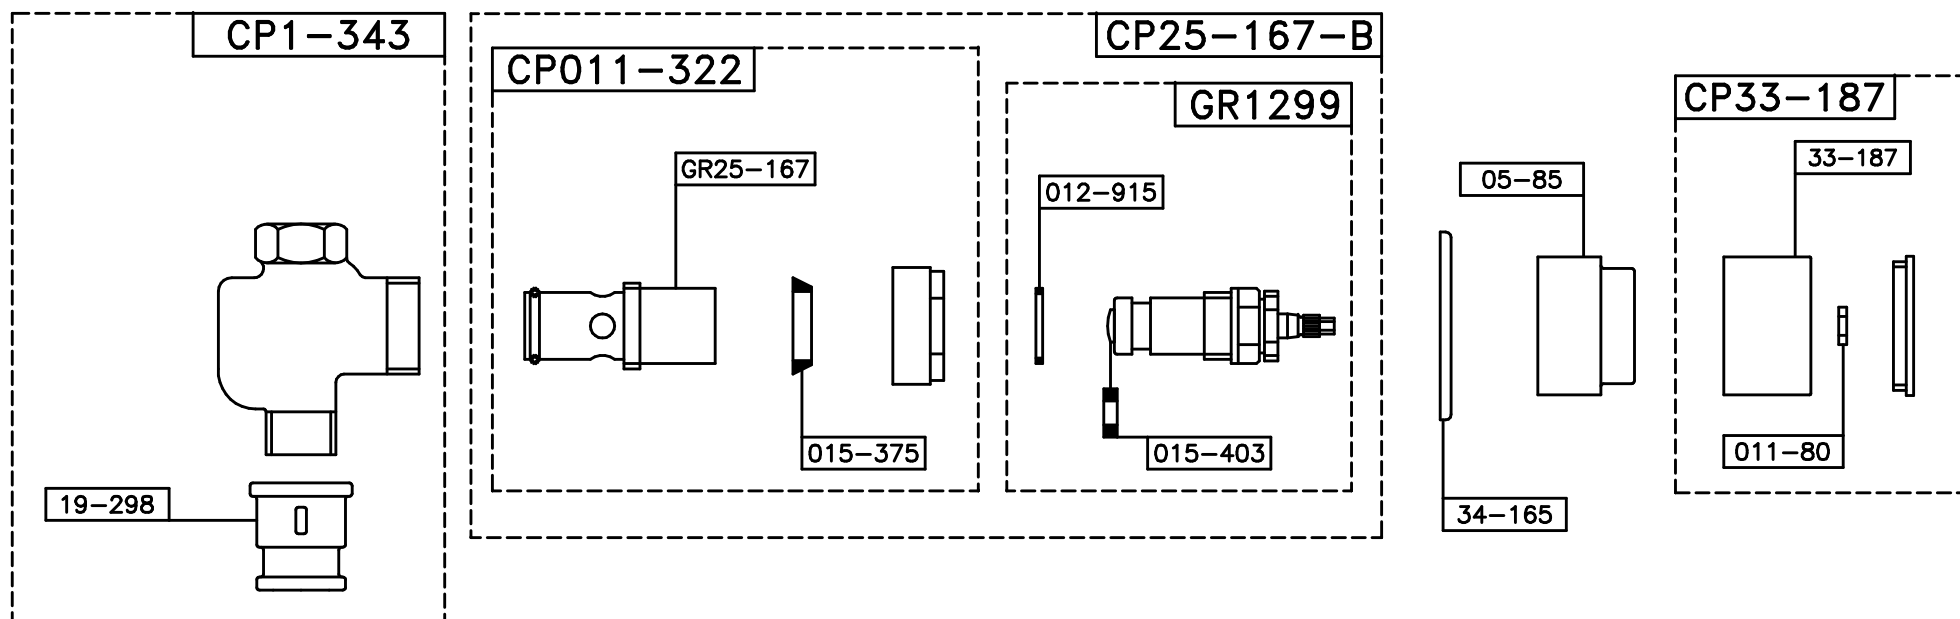 CP1-343
CP25-167-B
CP011-322
GR1299
CP33-187
GR25-167
012-915
05-85
33-187
015-375
015-403
011-80
19-298
34-165